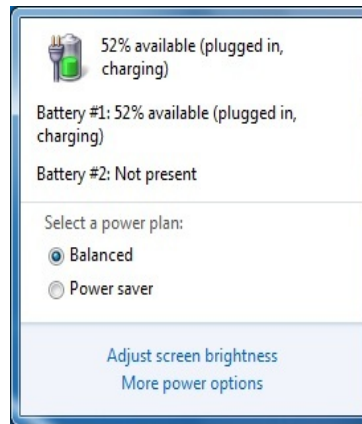 52% available (plugged in,
charging)
Battery #1: 52% available (plugged in,
charging)
Battery #2: Not present
Select a power plan:
Balanced
Power saver
Adjust screen brightness
More power options